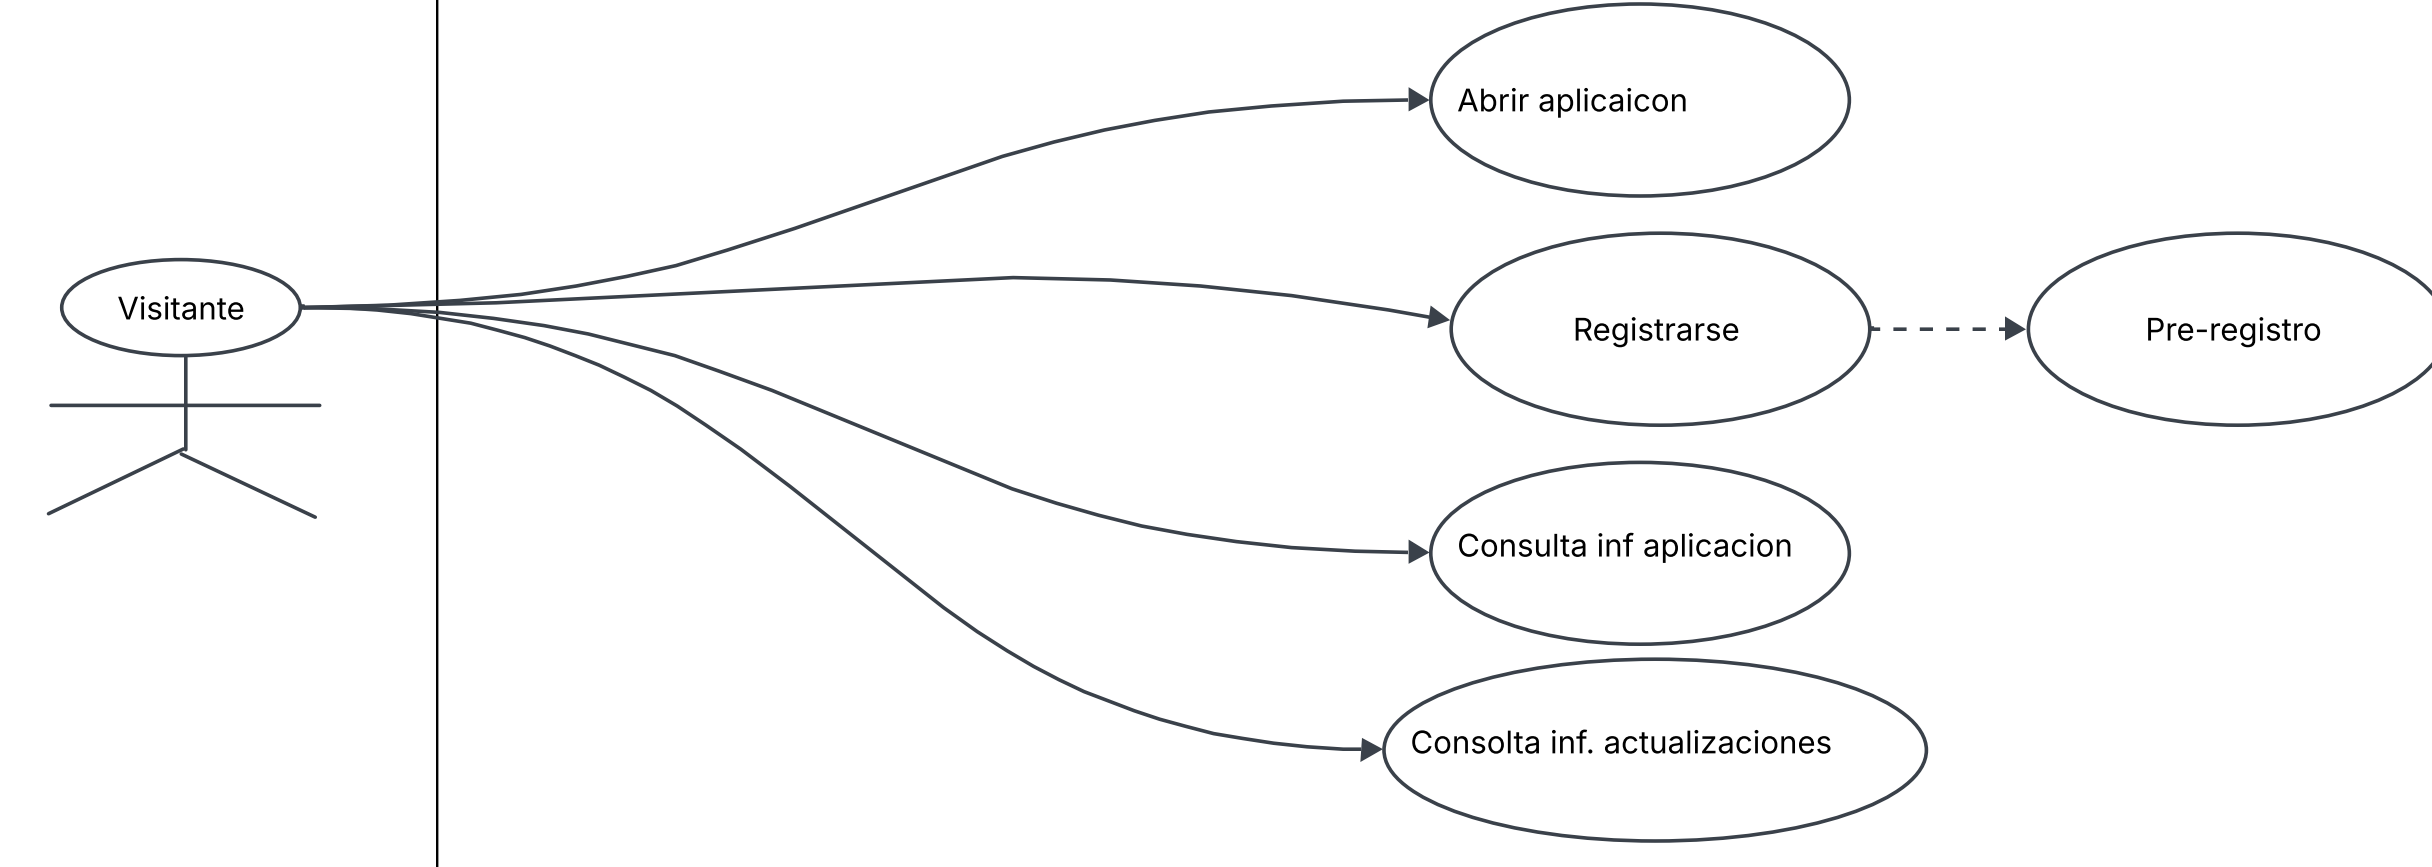 Abrir aplicaicon
Visitante
Registrarse
Pre-registro
Consulta inf aplicacion
Consolta inf. actualizaciones